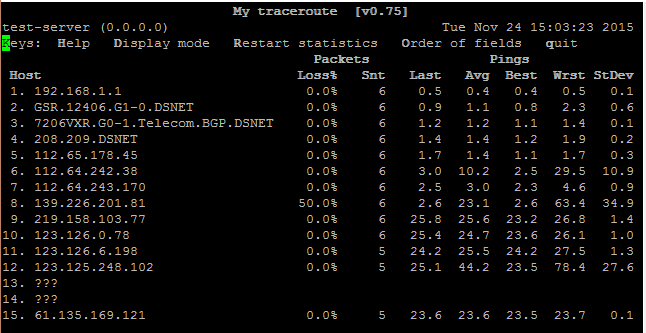 My traceroute  [v0.75]
test-server (0.0.0.0) Tue Nov 24 15:03:23 2015
Keys:  Help   Display mode   Restart statistics   Order of fields   quit
Packets Pings
Host Loss% Snt Last Avg Best Wrst StDev
1. 192.168.1.1 0.0% 6 0.5 0.4 0.4 0.5 0.1
2. GSR.12406.G1-0.DSNET 0.0% 6 0.9 1.1 0.8 2.3 0.6
3. 7206VXR.G0-1.Telecom.BGP.DSNET 0.0% 6 1.2 1.2 1.1 1.4 0.1
4. 208.209.DSNET 0.0% 6 1.4 1.4 1.2 1.9 0.2
5. 112.65.178.45 0.0% 6 1.7 1.4 1.1 1.7 0.3
6. 112.64.242.38 0.0% 6 3.0 10.2 2.5 29.5 10.9
7. 112.64.243.170 0.0% 6 2.5 3.0 2.3 4.6 0.9
8. 139.226.201.81 50.0% 6 2.6 23.1 2.6 63.4 34.9
9. 219.158.103.77 0.0% 6 25.8 25.6 23.2 26.8 1.4
10. 123.126.0.78 0.0% 6 25.4 24.7 23.6 26.1 1.0
11. 123.126.6.198 0.0% 5 24.2 25.5 24.2 27.5 1.3
12. 123.125.248.102 0.0% 5 25.1 44.2 23.5 78.4 27.6
13. ???
14. ???
15. 61.135.169.121 0.0% 5 23.6 23.6 23.5 23.7 0.1